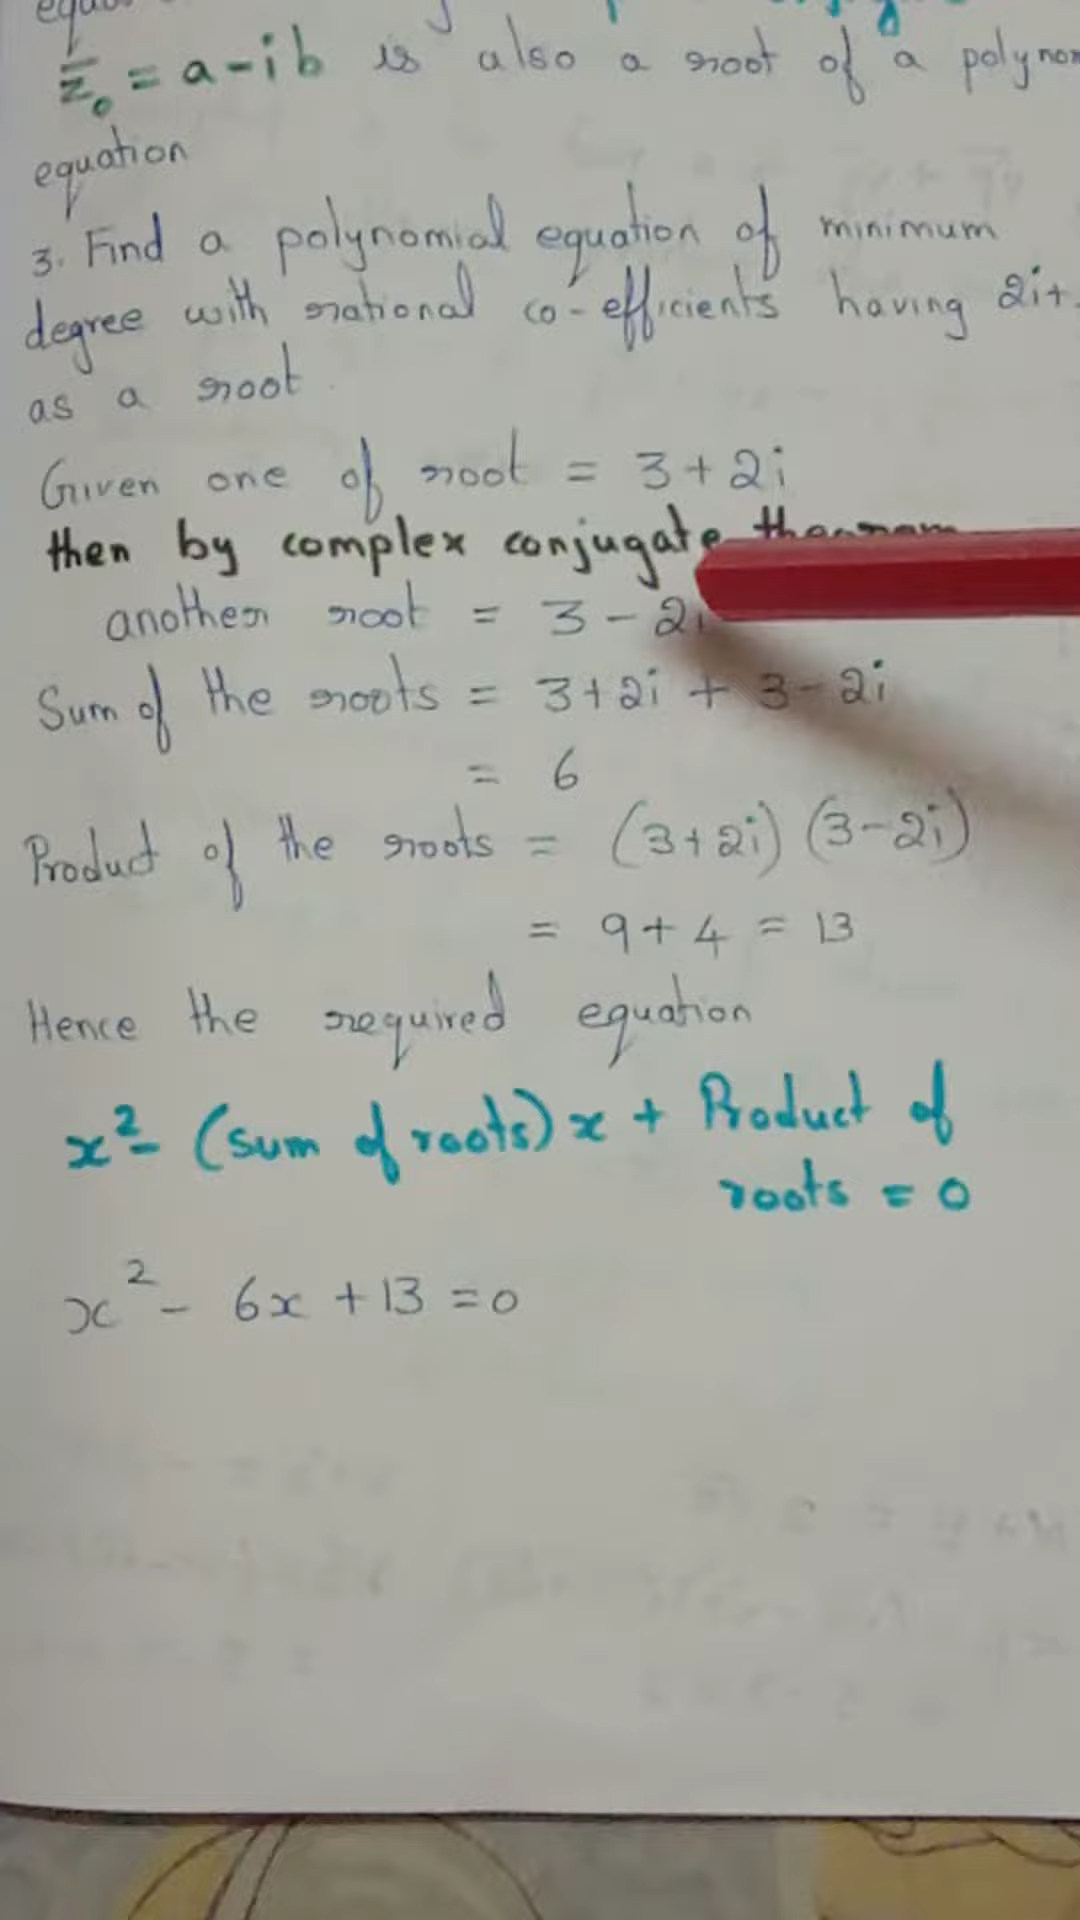 z̄₀ = a-ib is also a root of a
equation
3. Find a polynomial equation of minimum
degree with rational co-efficients having 2i+
as a root.
Given one of root = 3+2i
then by complex conjugate theorem
another root = 3-2i
Sum of the roots = 3+2i + 3-2i
= 6
Product of the roots = (3+2i) (3-2i)
= 9+4 = 13
Hence the required equation
x²- (sum of roots) x + Product of
roots = 0
x² - 6x +13 =0